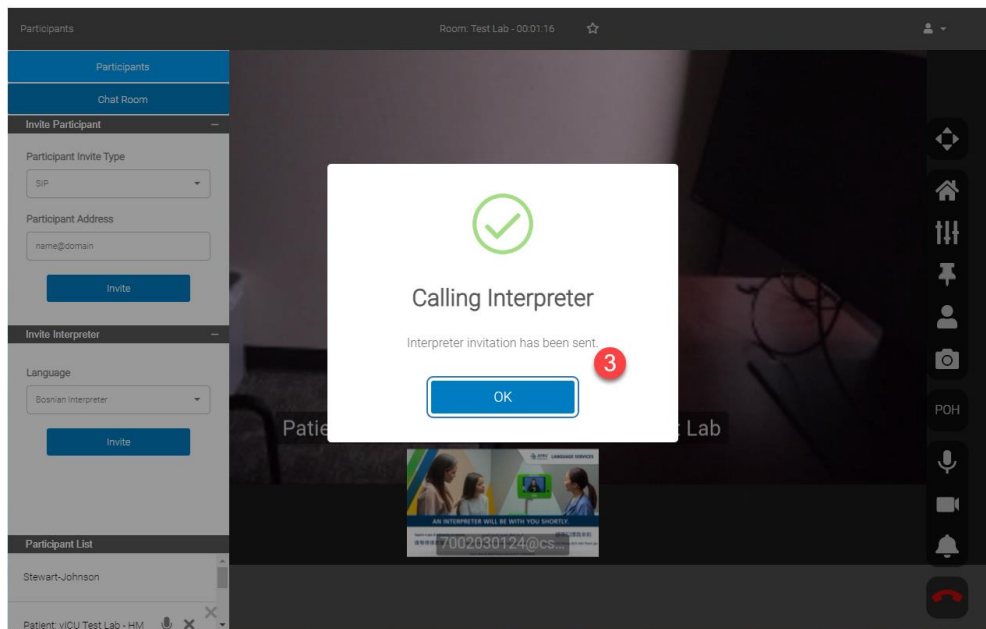 Participants
Room: Test Lab - 00:01:16
Participants
Chat Room
Invite Participant
Participant Invite Type
SIP
Participant Address
name@domain
Invite
Invite Interpreter
Language
Bosnian Interpreter
Invite
Participant List
Stewart-Johnson
Patient: vICU Test Lab - HM
Calling Interpreter
Interpreter invitation has been sent.
3
OK
Patie
Lab
LANGUAGE SERVICES
AN INTERPRETER WILL BE WITH YOU SHORTLY.
7002030124@cs...
POH